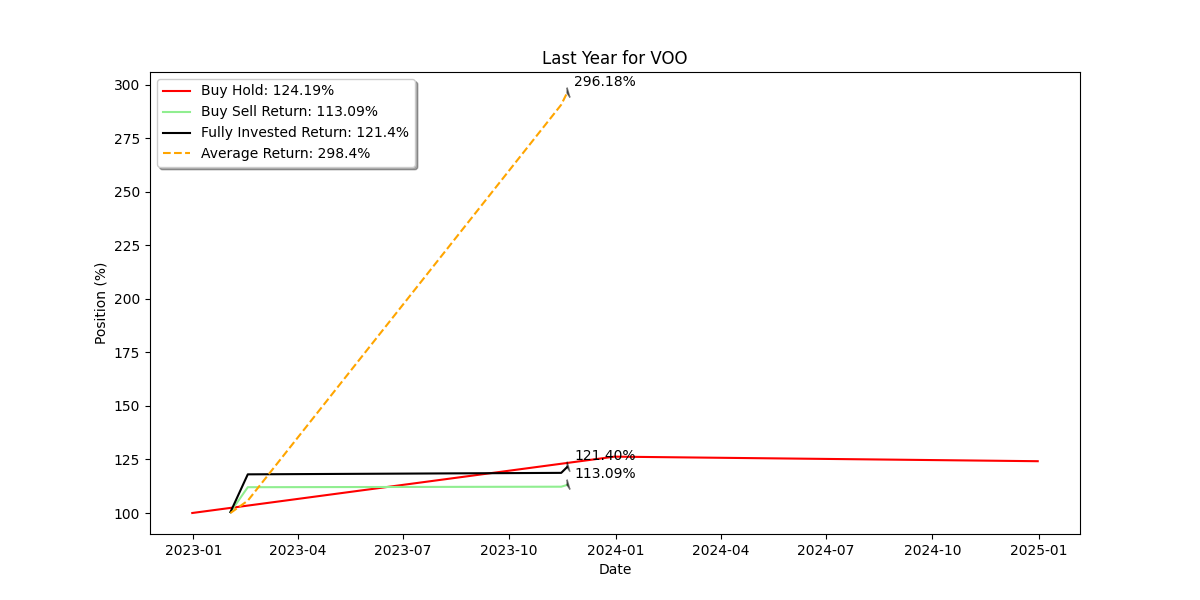 Last Year for VOO
Buy Hold: 124.19%
Buy Sell Return: 113.09%
Fully Invested Return: 121.4%
Average Return: 298.4%
296.18%
121.40%
113.09%
Position (%)
300
275
250
225
200
175
150
125
100
2023-01 2023-04 2023-07 2023-10 2024-01 2024-04 2024-07 2024-10 2025-01
Date